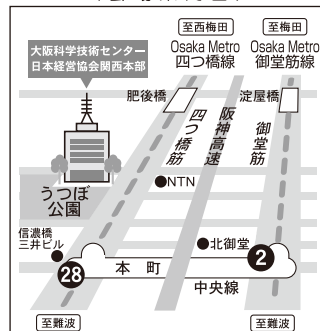 至西梅田
至梅田
Osaka Metro
四つ橋線
Osaka Metro
御堂筋線
大阪科学技術センター
日本経営協会関西本部
肥後橋
淀屋橋
四つ橋筋
阪神高速
御堂筋
うつぼ
公園
NTN
信濃橋
三井ビル
北御堂
28
本町
2
中央線
至難波
至難波